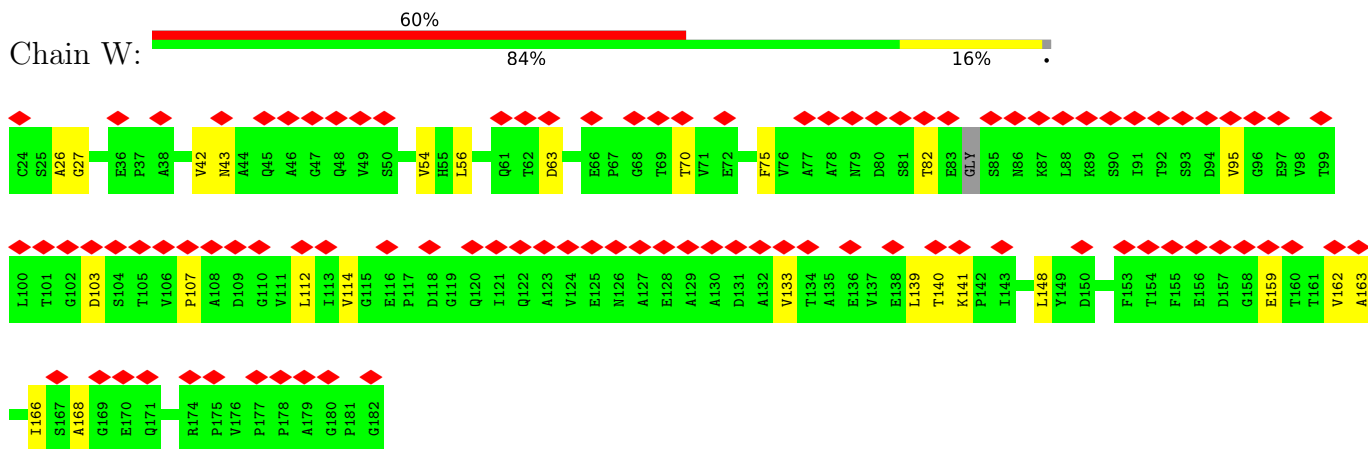 60%
Chain W:
84% 16% •
C24 S25 A26 G27 E36 P37 A38 V42 N43 A44 Q45 A46 G47 Q48 V49 S50 V54 H55 L56 Q61 T62 D63 E66 P67 G68 T69 T70 V71 E72 F75 V76 A77 A78 N79 D80 S81 T82 E83 GLY S85 N86 K87 L88 K89 S90 I91 T92 S93 D94 V95 G96 E97 V98 T99
L100 T101 G102 D103 S104 T105 V106 P107 A108 D109 G110 V111 L112 I113 V114 G115 E116 P117 D118 G119 Q120 I121 Q122 A123 V124 E125 N126 A127 E128 A129 A130 D131 A132 V133 T134 A135 E136 V137 E138 L139 T140 K141 P142 I143 L148 Y149 D150 F153 T154 F155 E156 D157 G158 E159 T160 T161 V162 A163
I166 S167 A168 G169 E170 Q171 R174 P175 V176 P177 P178 A179 G180 P181 G182